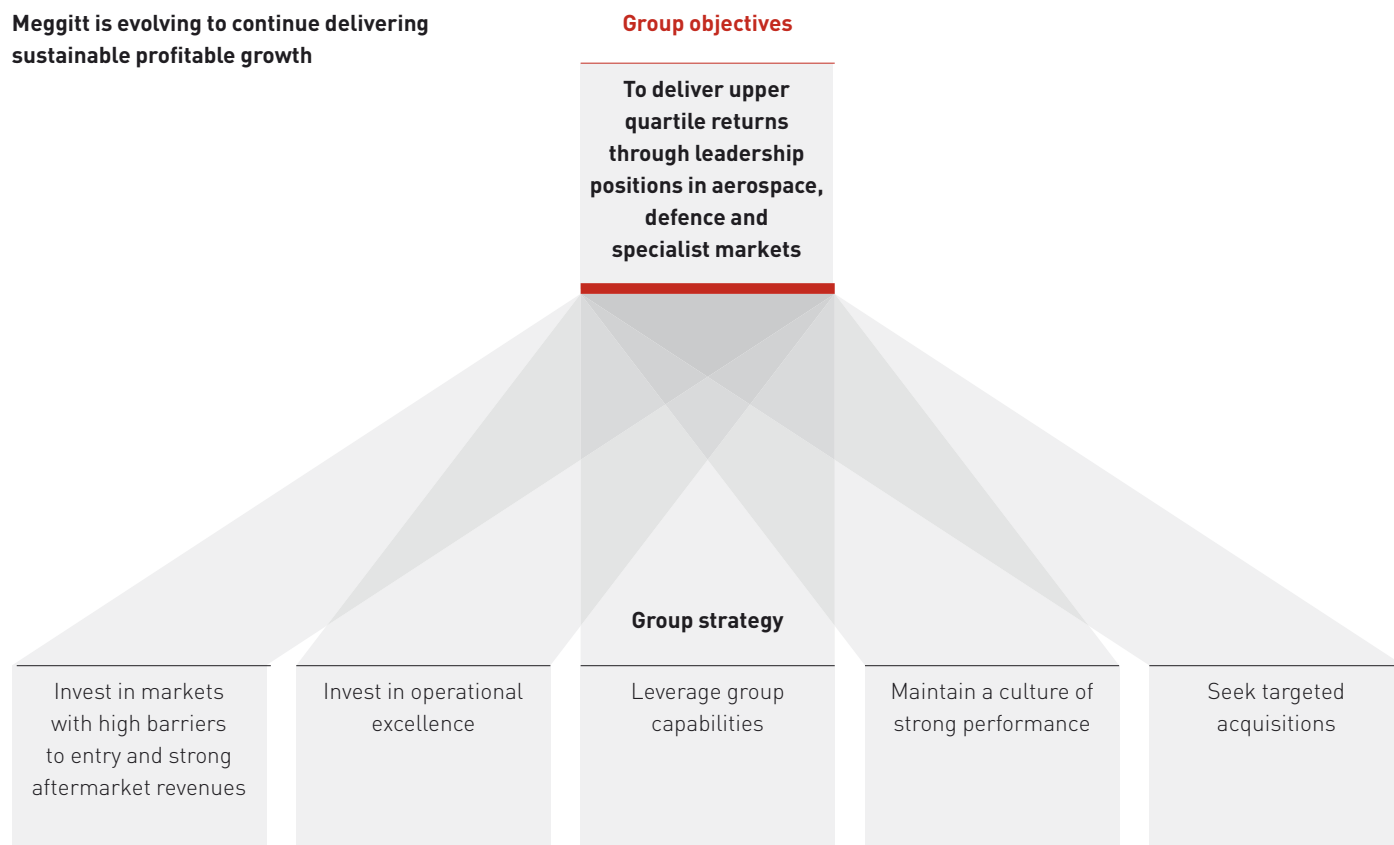 Meggitt is evolving to continue delivering
sustainable profitable growth
Group objectives
To deliver upper
quartile returns
through leadership
positions in aerospace,
defence and
specialist markets
Group strategy
Invest in markets
with high barriers
to entry and strong
aftermarket revenues
Invest in operational
excellence
Leverage group
capabilities
Maintain a culture of
strong performance
Seek targeted
acquisitions